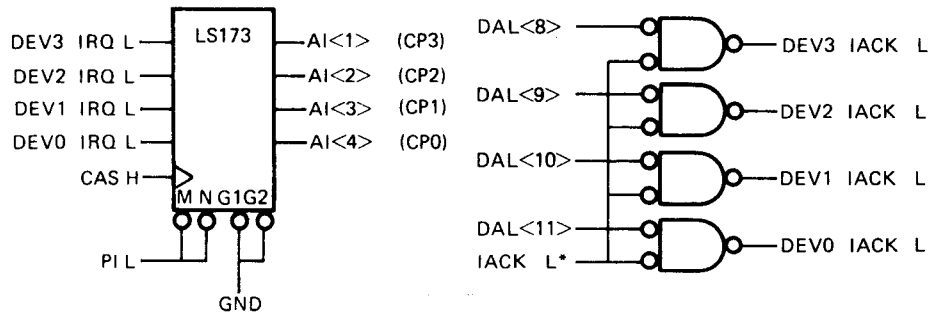 LS173
DEV3 IRQ L
DEV2 IRQ L
DEV1 IRQ L
DEV0 IRQ L
CAS H
M N G1 G2
PI L
GND
AI<1> (CP3)
AI<2> (CP2)
AI<3> (CP1)
AI<4> (CP0)
DAL<8>
DEV3 IACK L
DAL<9>
DEV2 IACK L
DAL<10>
DEV1 IACK L
DAL<11>
DEV0 IACK L
IACK L*